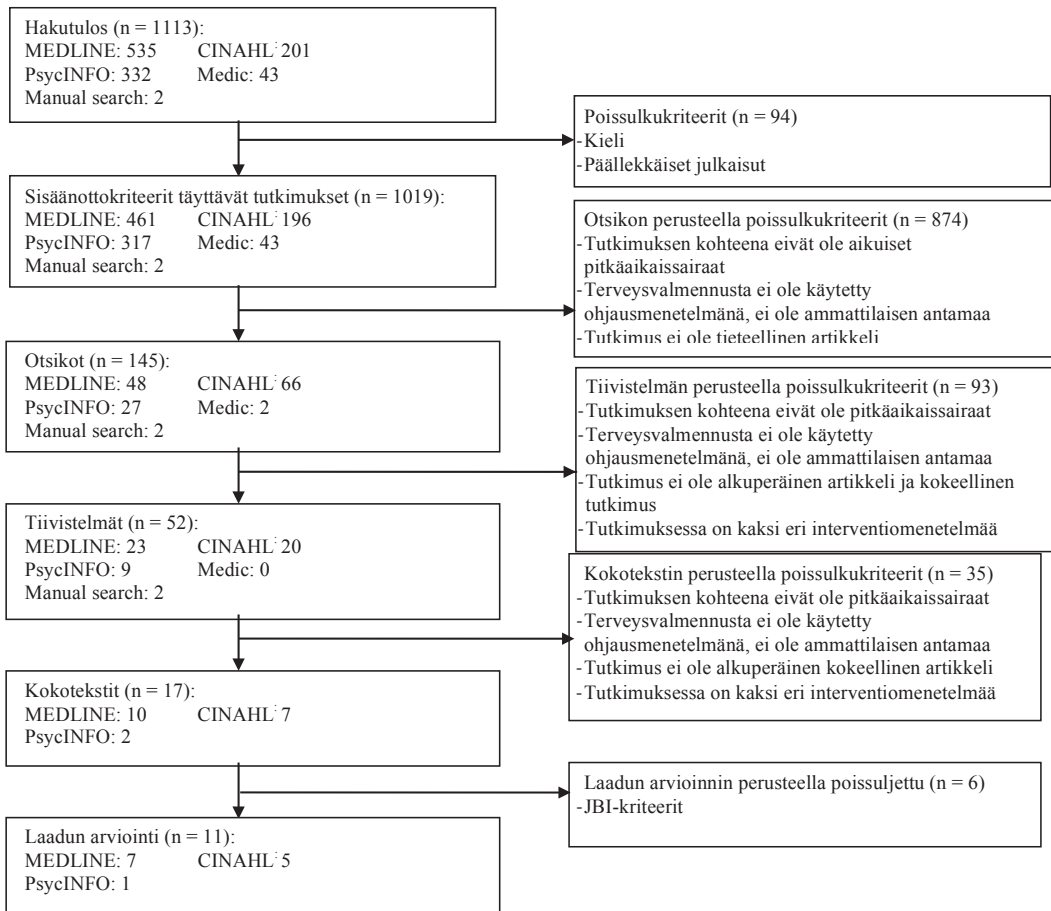 Hakutulos (n = 1113):
MEDLINE: 535 CINAHL: 201
PsycINFO: 332 Medic: 43
Manual search: 2
Poissulkukriteerit (n = 94)
-Kieli
-Päällekkäiset julkaisut
Sisäänottokriteerit täyttävät tutkimukset (n = 1019):
MEDLINE: 461 CINAHL: 196
PsycINFO: 317 Medic: 43
Manual search: 2
Otsikon perusteella poissulkukriteerit (n = 874)
-Tutkimuksen kohteena eivät ole aikuiset
pitkäaikaissairaat
-Terveysvalmennusta ei ole käytetty
ohjausmenetelmänä, ei ole ammattilaisen antamaa
-Tutkimus ei ole tieteellinen artikkeli
Otsikot (n = 145):
MEDLINE: 48 CINAHL: 66
PsycINFO: 27 Medic: 2
Manual search: 2
Tiivistelmän perusteella poissulkukriteerit (n = 93)
-Tutkimuksen kohteena eivät ole pitkäaikaissairaat
-Terveysvalmennusta ei ole käytetty
ohjausmenetelmänä, ei ole ammattilaisen antamaa
-Tutkimus ei ole alkuperäinen artikkeli ja kokeellinen
tutkimus
-Tutkimuksessa on kaksi eri interventiomenetelmää
Tiivistelmät (n = 52):
MEDLINE: 23 CINAHL: 20
PsycINFO: 9 Medic: 0
Manual search: 2
Kokotekstin perusteella poissulkukriteerit (n = 35)
-Tutkimuksen kohteena eivät ole pitkäaikaissairaat
-Terveysvalmennusta ei ole käytetty
ohjausmenetelmänä, ei ole ammattilaisen antamaa
-Tutkimus ei ole alkuperäinen kokeellinen artikkeli
-Tutkimuksessa on kaksi eri interventiomenetelmää
Kokotekstit (n = 17):
MEDLINE: 10 CINAHL: 7
PsycINFO: 2
Laadun arvioinnin perusteella poissuljettu (n = 6)
-JBI-kriteerit
Laadun arviointi (n = 11):
MEDLINE: 7 CINAHL: 5
PsycINFO: 1